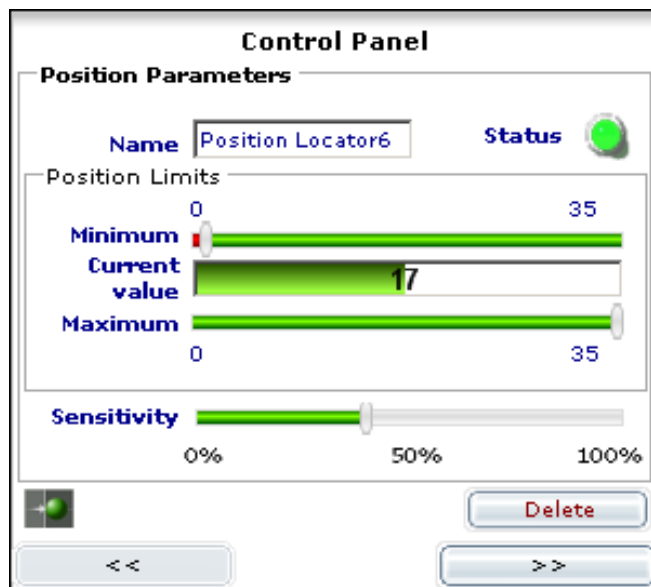 Control Panel
Position Parameters
Name Position Locator6 Status
Position Limits
0 35
Minimum
Current value 17
Maximum
0 35
Sensitivity
0% 50% 100%
Delete
<< >>